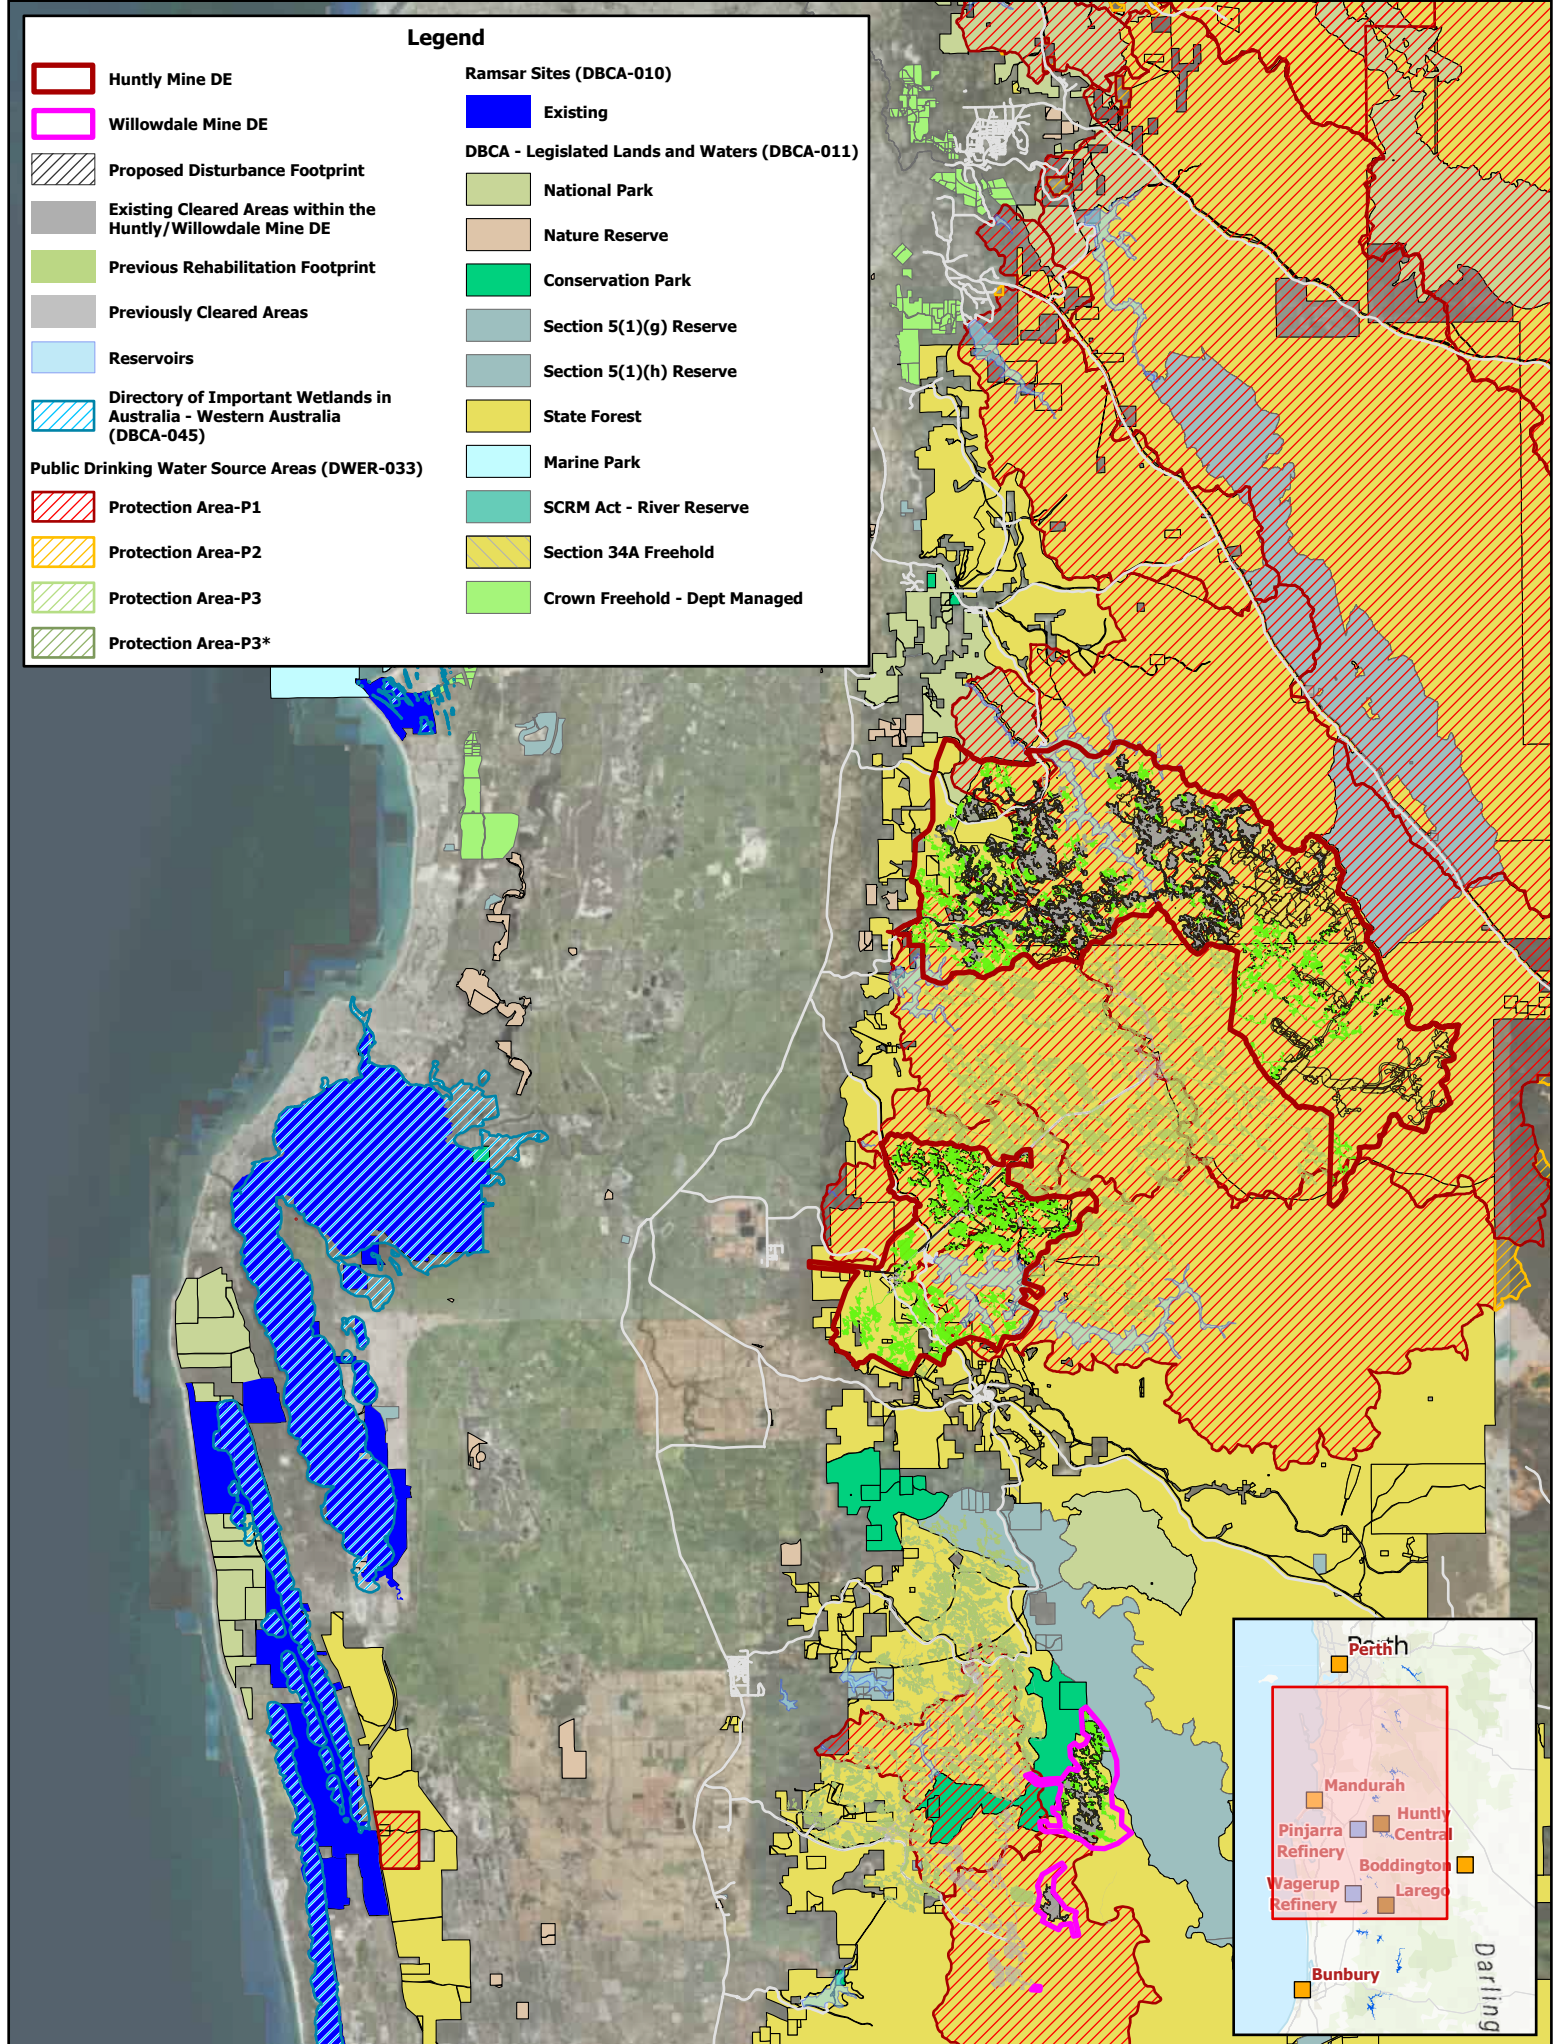 Legend
Huntly Mine DE
Willowdale Mine DE
Proposed Disturbance Footprint
Existing Cleared Areas within the
Huntly/Willowdale Mine DE
Previous Rehabilitation Footprint
Previously Cleared Areas
Reservoirs
Directory of Important Wetlands in
Australia - Western Australia
(DBCA-045)
Public Drinking Water Source Areas (DWER-033)
Protection Area-P1
Protection Area-P2
Protection Area-P3
Protection Area-P3*
Ramsar Sites (DBCA-010)
Existing
DBCA - Legislated Lands and Waters (DBCA-011)
National Park
Nature Reserve
Conservation Park
Section 5(1)(g) Reserve
Section 5(1)(h) Reserve
State Forest
Marine Park
SCRM Act - River Reserve
Section 34A Freehold
Crown Freehold - Dept Managed
Perth
Perth
Mandurah
Huntly
Central
Pinjarra
Refinery
Boddington
Wagerup
Refinery
Larego
Bunbury
Darling